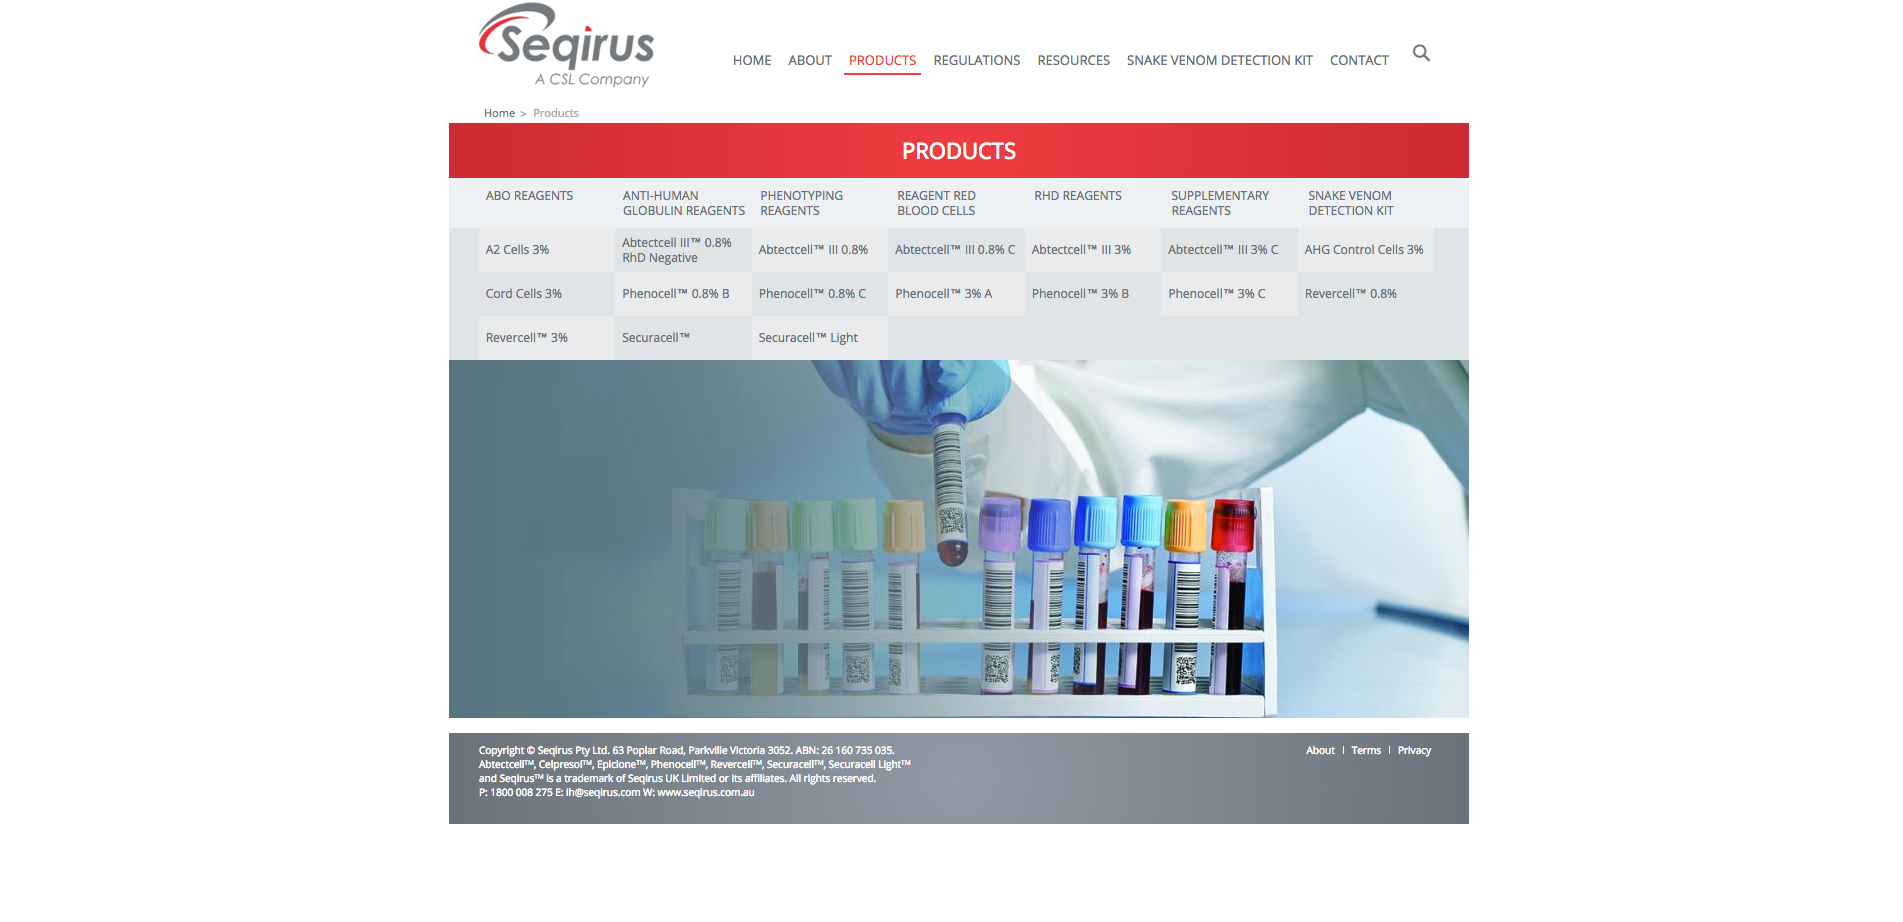 Seqirus
A CSL Company
HOME ABOUT PRODUCTS REGULATIONS RESOURCES SNAKE VENOM DETECTION KIT CONTACT
Home > Products
PRODUCTS
ABO REAGENTS
ANTI-HUMAN
GLOBULIN REAGENTS
PHENOTYPING
REAGENTS
REAGENT RED
BLOOD CELLS
RHD REAGENTS
SUPPLEMENTARY
REAGENTS
SNAKE VENOM
DETECTION KIT
A2 Cells 3%
Abtectcell III™ 0.8%
RhD Negative
Abtectcell™ III 0.8%
Abtectcell™ III 0.8% C
Abtectcell™ III 3%
Abtectcell™ III 3% C
AHG Control Cells 3%
Cord Cells 3%
Phenocell™ 0.8% B
Phenocell™ 0.8% C
Phenocell™ 3% A
Phenocell™ 3% B
Phenocell™ 3% C
Revercell™ 0.8%
Revercell™ 3%
Securacell™
Securacell™ Light
Copyright © Seqirus Pty Ltd. 63 Poplar Road, Parkville Victoria 3052. ABN: 26 160 735 035.
Abtectcell™, Celpresol™, Epiclone™, Phenocell™, Revercell™, Securacell™, Securacell Light™
and Seqirus™ is a trademark of Seqirus UK Limited or its affiliates. All rights reserved.
P: 1800 008 275 E: ih@seqirus.com W: www.seqirus.com.au
About | Terms | Privacy